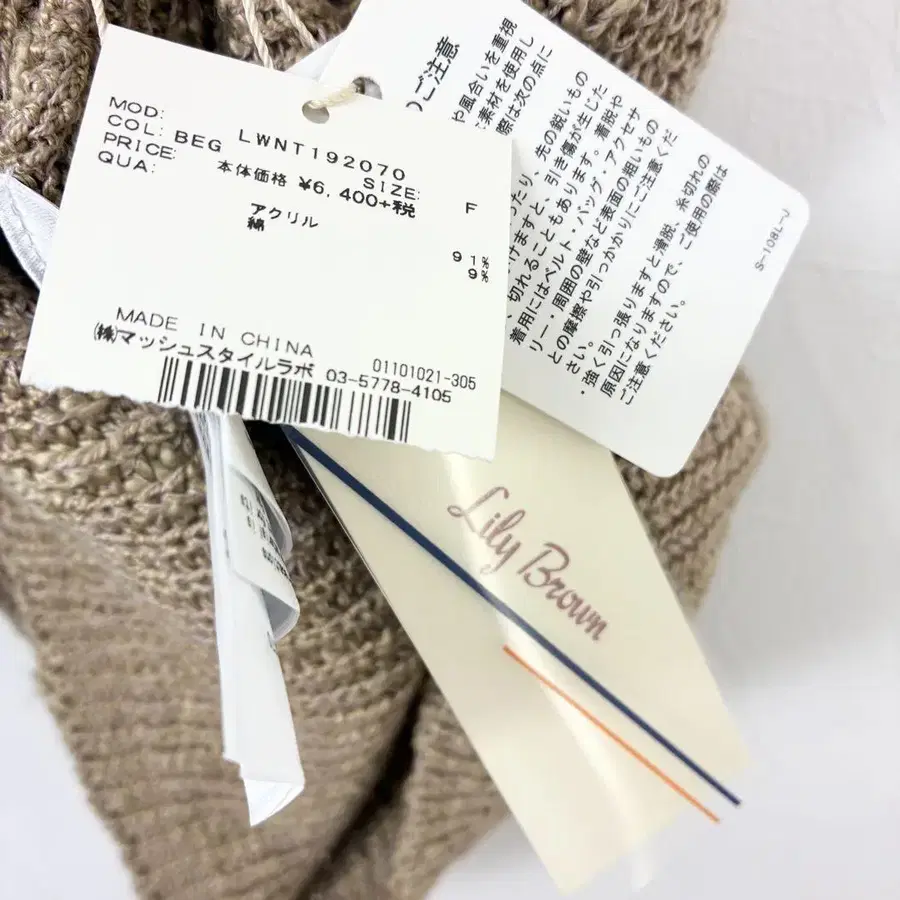 MOD: LWNT192070
COL: BEG SIZE: F
PRICE: 本体価格 ¥6,400+税
QUA:
アクリル 91%
綿 9%
MADE IN CHINA
㈱マッシュスタイルラボ 03-5778-4105
01101021-305
ご注意
風合いを重視
素材を使用し
際は次の点に
先の鋭いもの
けますと、引き傷が生じた
切れることもあります。着脱や
着用にはベルト・バッグ・アクセサ
リー・周囲の壁など表面の粗いもの
との摩擦や引っかかりにご注意くだ
さい。
・強く引っ張りますと滑脱、糸切れの
原因になりますので、ご使用の際は
ご注意ください。
S-108L-J
Lily Brown